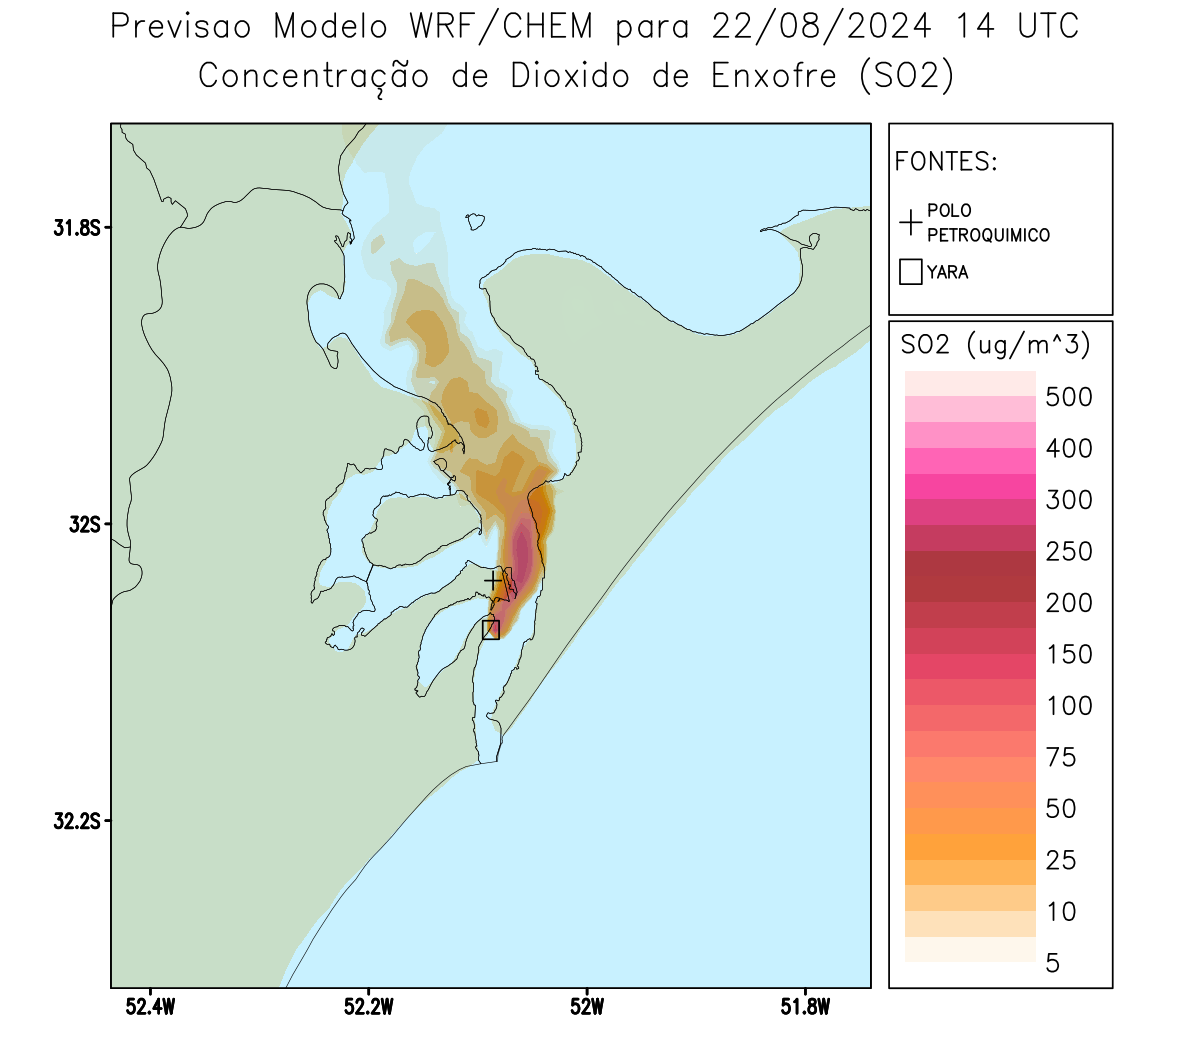 Previsao Modelo WRF/CHEM para 22/08/2024 14 UTC
Concentração de Dioxido de Enxofre (SO2)
FONTES:
POLO
PETROQUIMICO
YARA
31.8S
32S
32.2S
52.4W
52.2W
52W
51.8W
SO2 (ug/m^3)
500
400
300
250
200
150
100
75
50
25
10
5